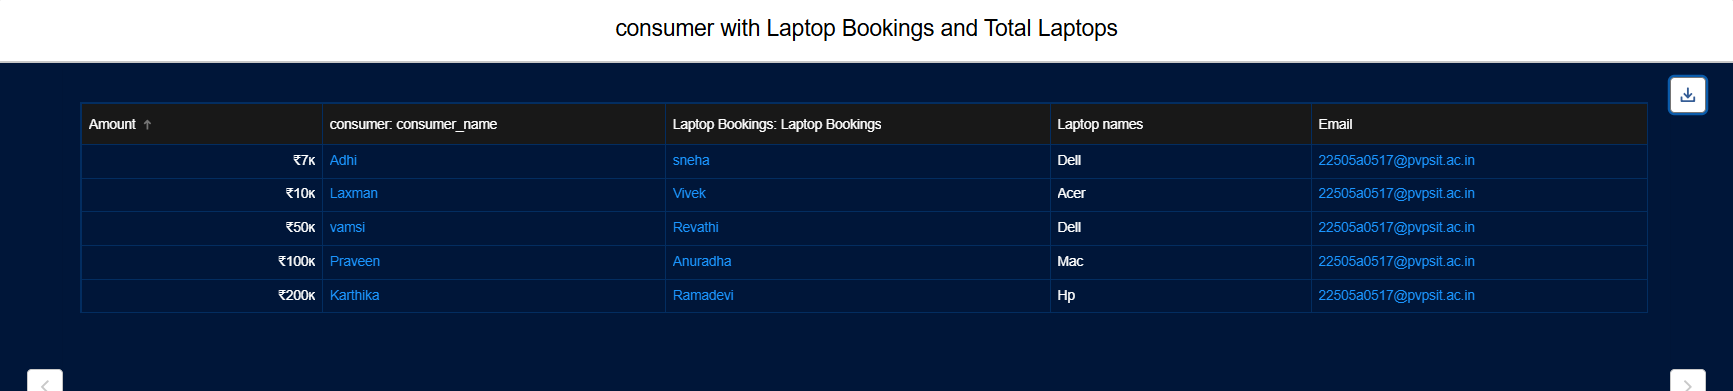 consumer with Laptop Bookings and Total Laptops
Amount ↑ consumer: consumer_name Laptop Bookings: Laptop Bookings Laptop names Email
₹7K Adhi sneha Dell 22505a0517@pvpsit.ac.in
₹10K Laxman Vivek Acer 22505a0517@pvpsit.ac.in
₹50K vamsi Revathi Dell 22505a0517@pvpsit.ac.in
₹100K Praveen Anuradha Mac 22505a0517@pvpsit.ac.in
₹200K Karthika Ramadevi Hp 22505a0517@pvpsit.ac.in